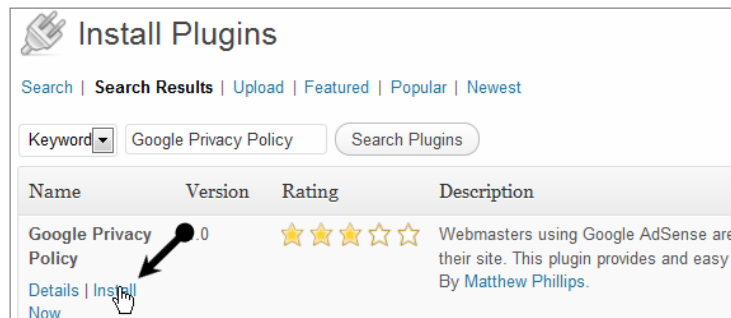 Install Plugins
Search | Search Results | Upload | Featured | Popular | Newest
Keyword Google Privacy Policy Search Plugins
Name Version Rating Description
Google Privacy .0 Webmasters using Google AdSense are
Policy their site. This plugin provides and easy
Details | Install By Matthew Phillips.
Now